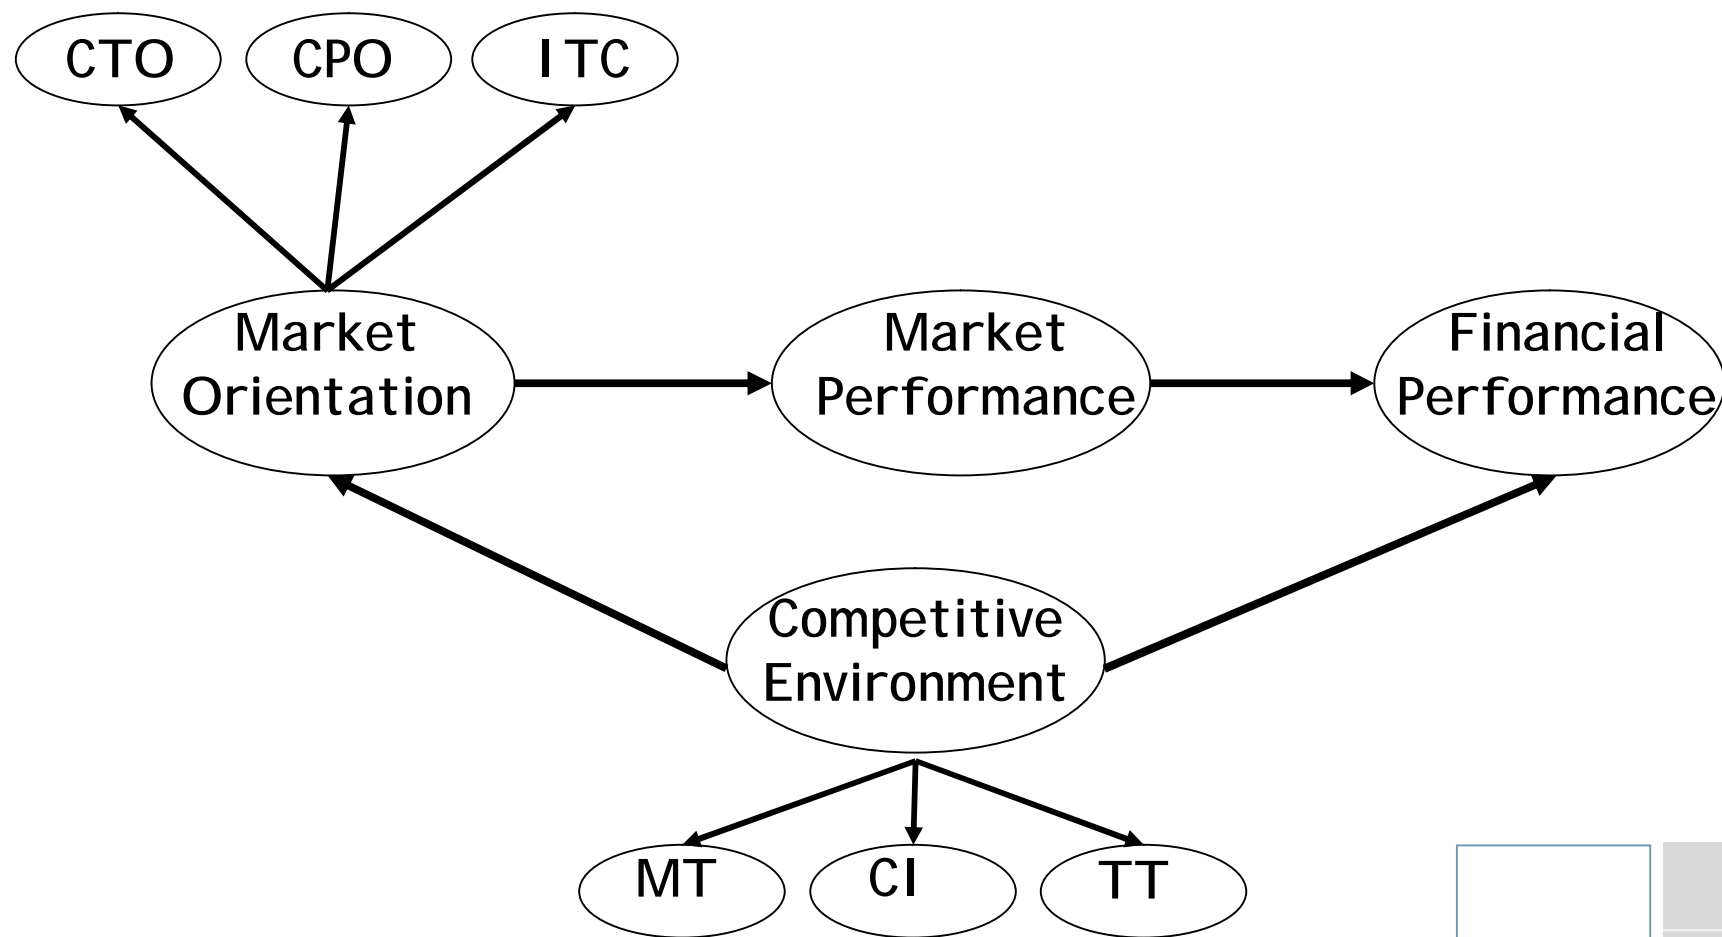 CTO
CPO
ITC
Market
Orientation
Market
Performance
Financial
Performance
Competitive
Environment
MT
CI
TT